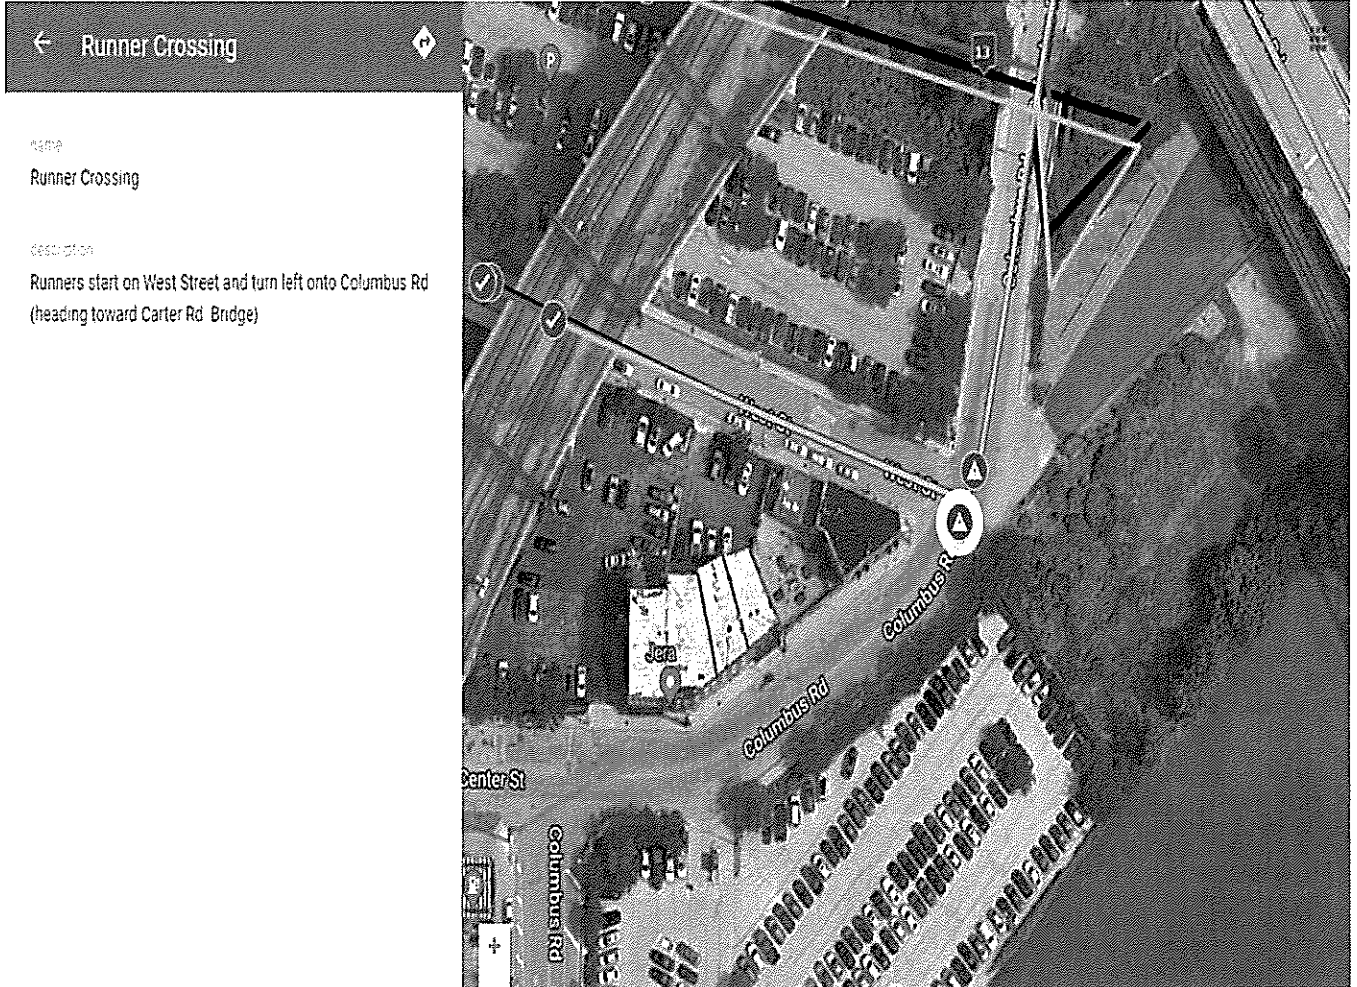 Runner Crossing
name
Runner Crossing
description
Runners start on West Street and turn left onto Columbus Rd
(heading toward Carter Rd Bridge)
P
13
Columbus Rd
Jera
Columbus Rd
Center St
Columbus Rd
+